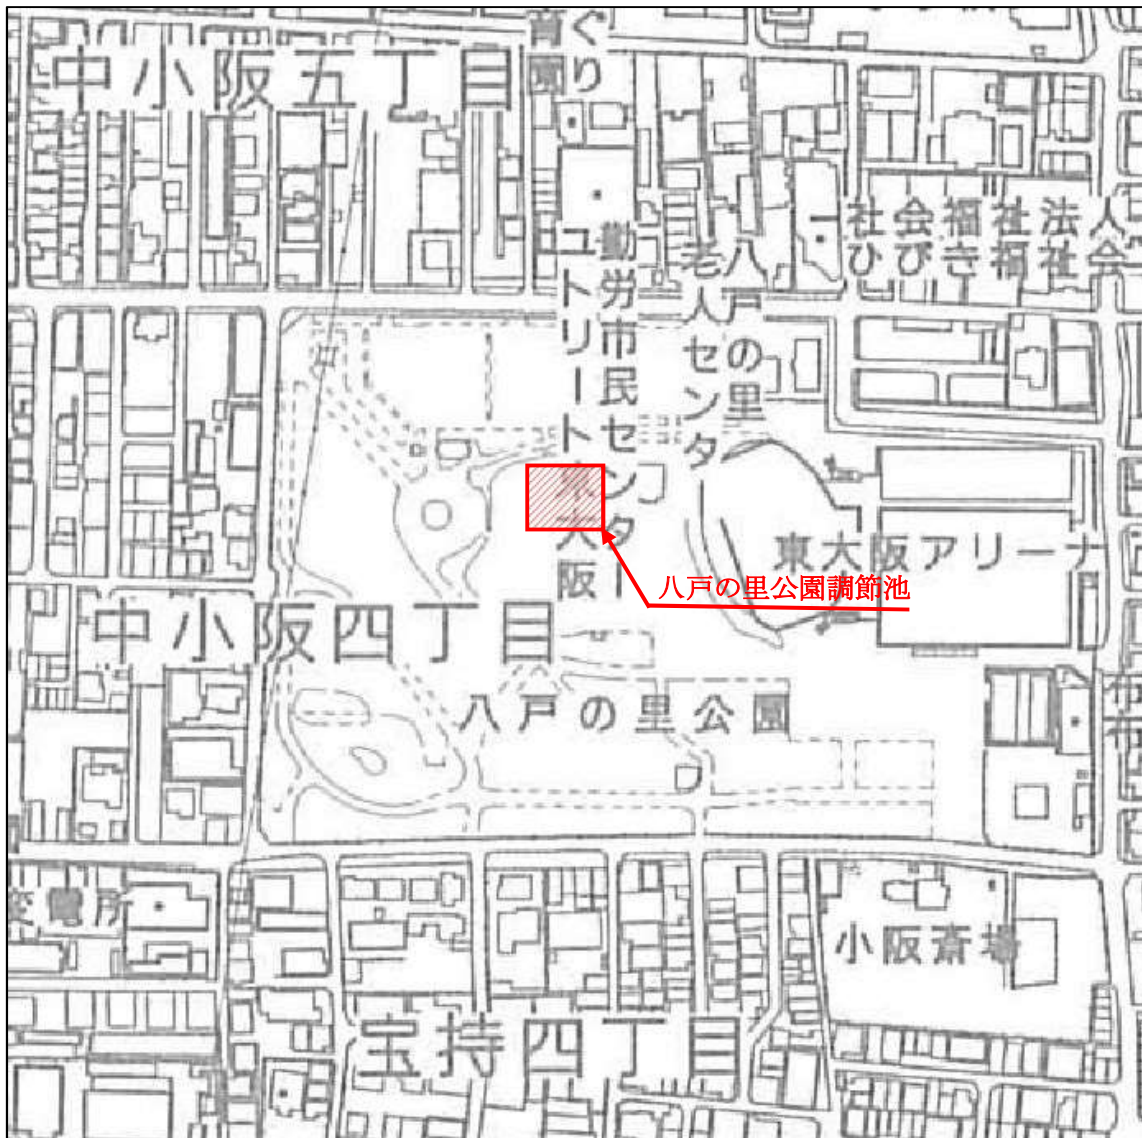 中小阪五丁目
ぐり
育園
社会福祉法人
ひびき福祉会
八戸の里
老人センタ
勤労市民センター
ユトリート東大阪
東大阪アリーナ
八戸の里公園調節池
中小阪四丁目
八戸の里公園
変電所
小阪斎場
宝持四丁目